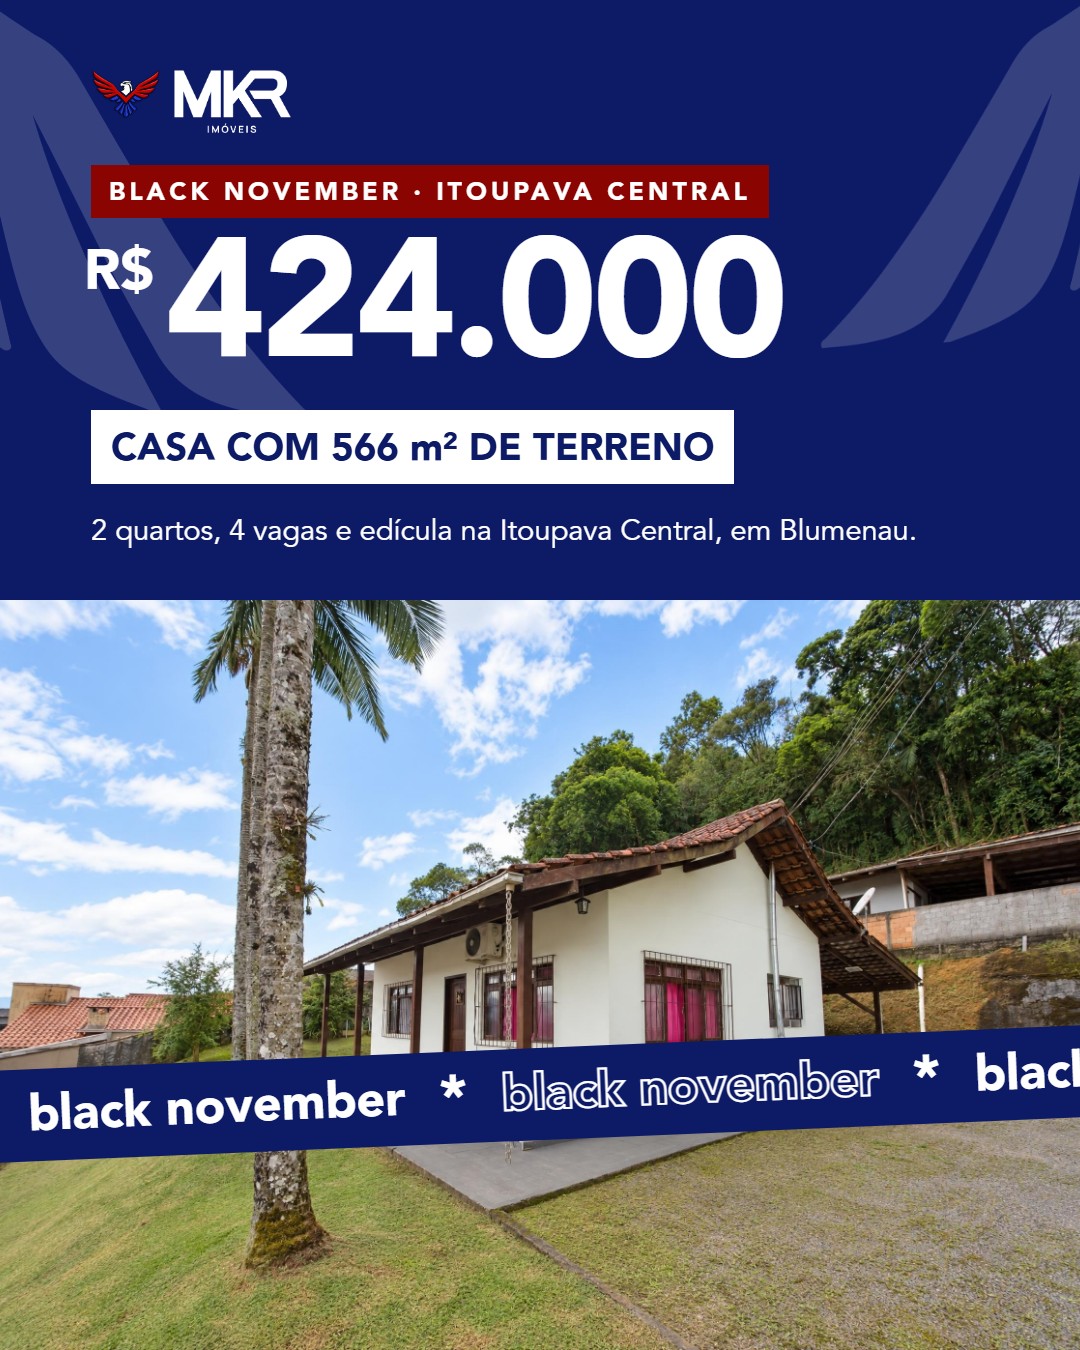 MKR
IMÓVEIS
BLACK NOVEMBER · ITOUPAVA CENTRAL
R$ 424.000
CASA COM 566 m² DE TERRENO
2 quartos, 4 vagas e edícula na Itoupava Central, em Blumenau.
black november * black november * blac